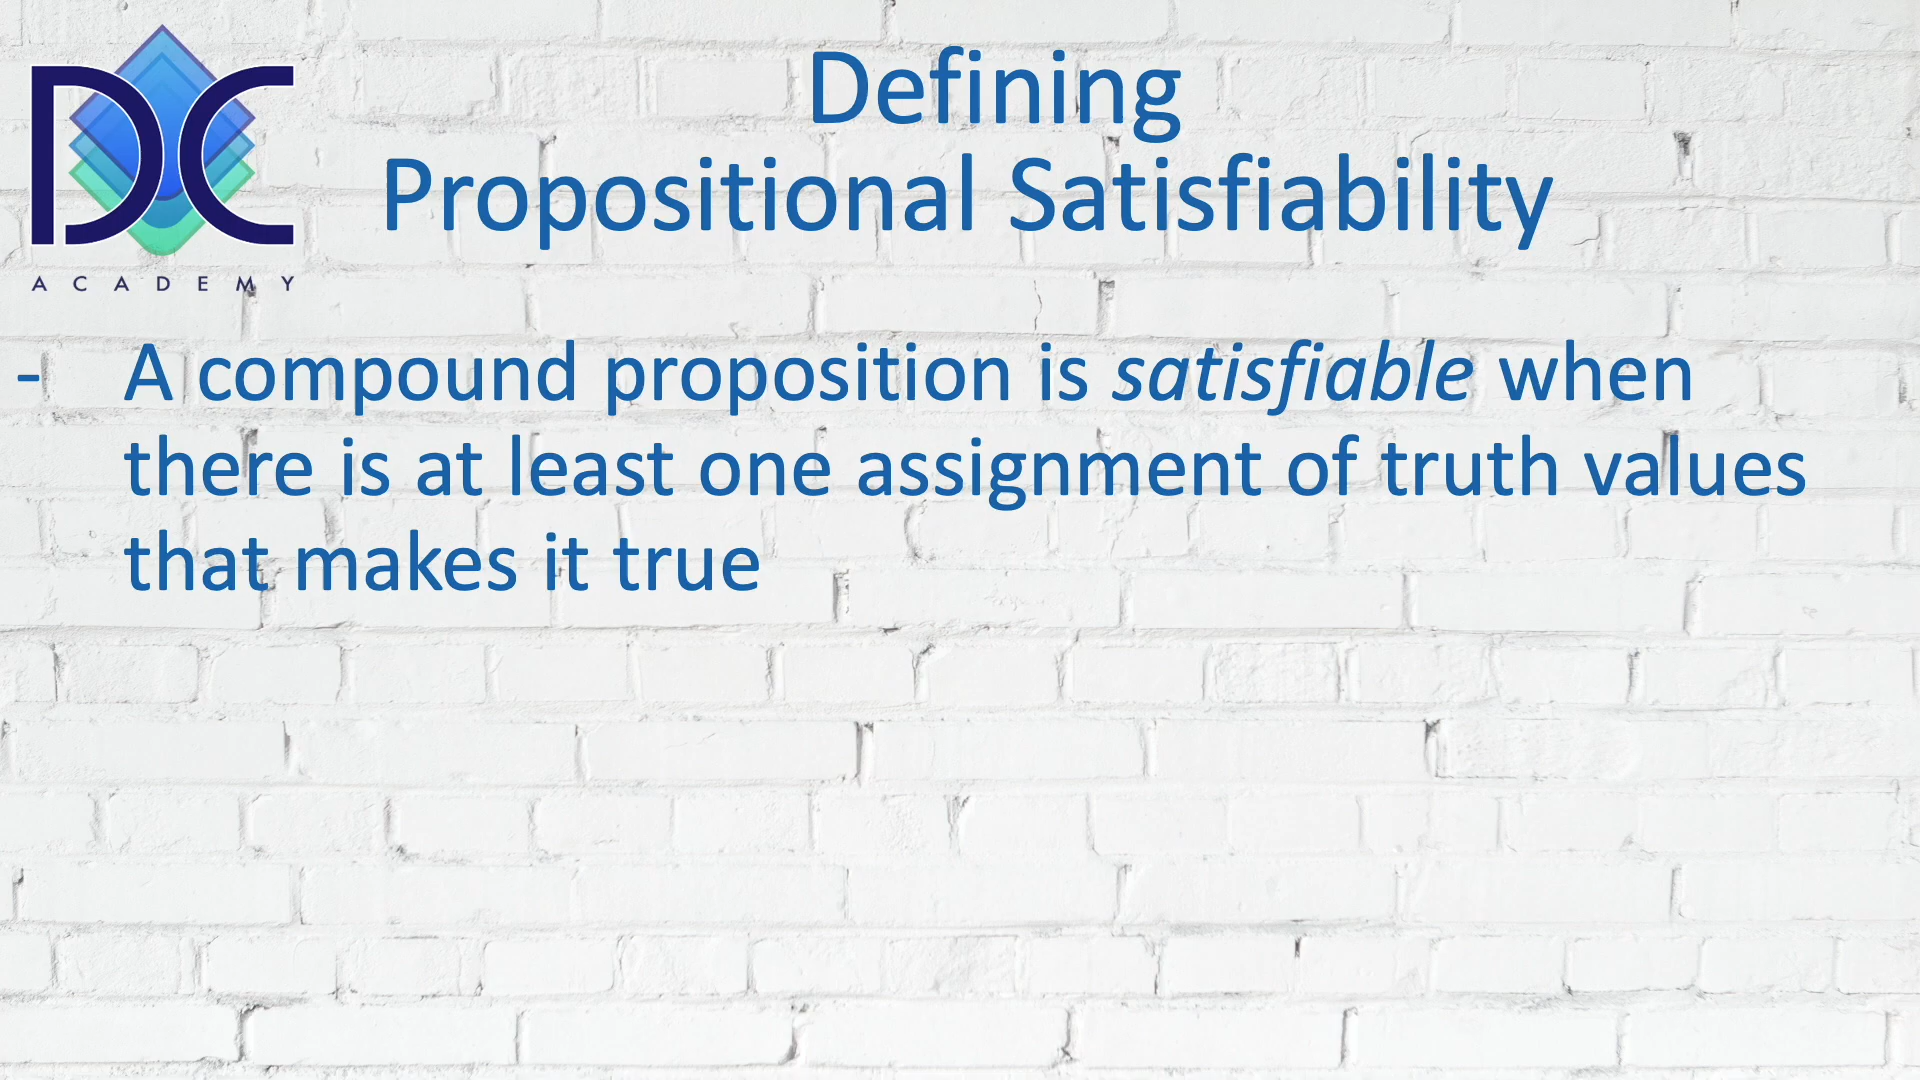 DC
ACADEMY
Defining
Propositional Satisfiability
- A compound proposition is satisfiable when
there is at least one assignment of truth values
that makes it true